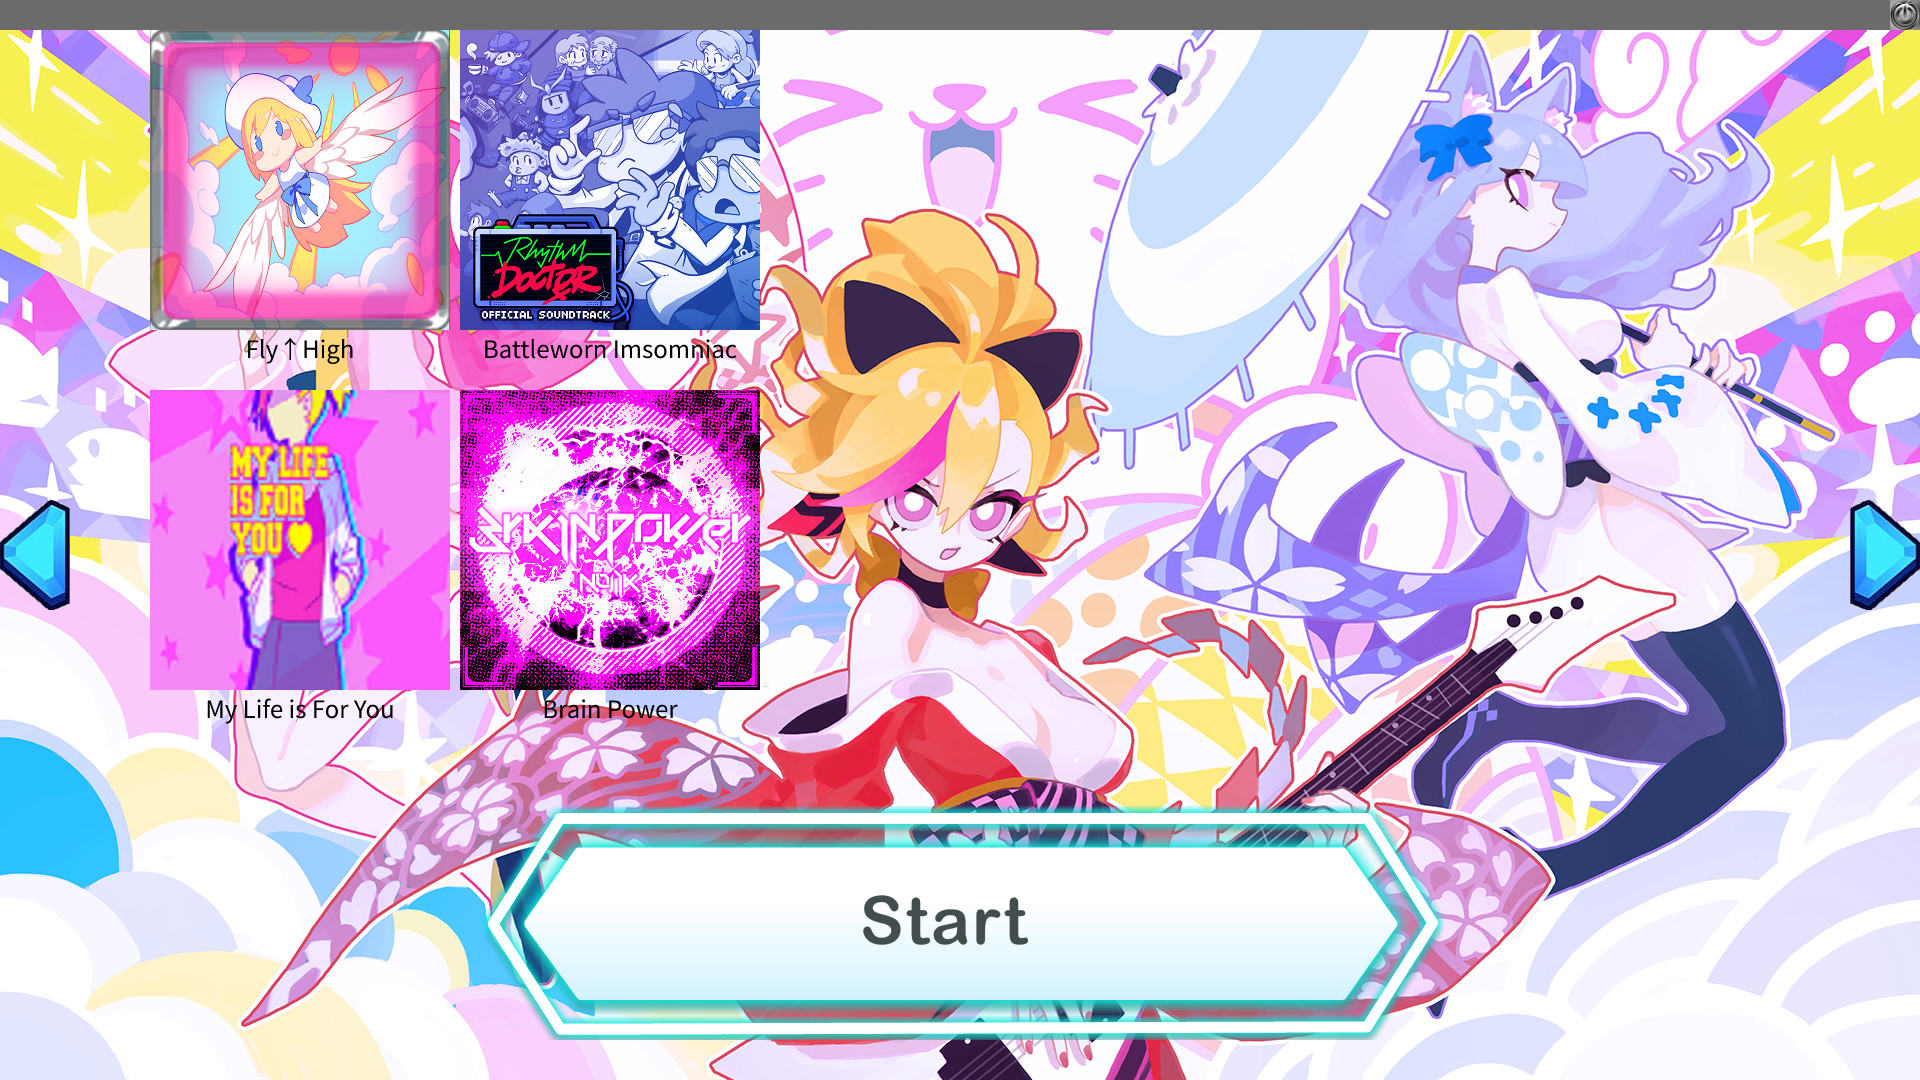 Rhythm
DOCTOR
OFFICIAL SOUNDTRACK
Fly↑High
Battleworn Imsomniac
MY LIFE
IS FOR
YOU
BRAIN POWER
NOMA
My Life is For You
Brain Power
Start